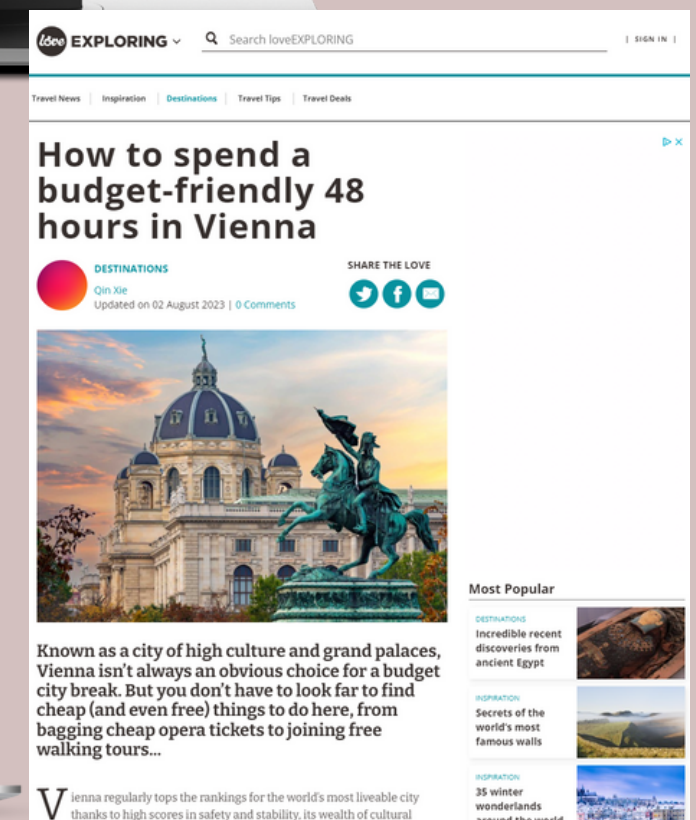 love EXPLORING
Search loveEXPLORING
| SIGN IN |
Travel News | Inspiration | Destinations | Travel Tips | Travel Deals
How to spend a
budget-friendly 48
hours in Vienna
DESTINATIONS
Qin Xie
Updated on 02 August 2023 | 0 Comments
SHARE THE LOVE
Known as a city of high culture and grand palaces,
Vienna isn't always an obvious choice for a budget
city break. But you don't have to look far to find
cheap (and even free) things to do here, from
bagging cheap opera tickets to joining free
walking tours...
Vienna regularly tops the rankings for the world's most liveable city
thanks to high scores in safety and stability, its wealth of cultural
Most Popular
DESTINATIONS
Incredible recent
discoveries from
ancient Egypt
INSPIRATION
Secrets of the
world's most
famous walls
INSPIRATION
35 winter
wonderlands
around the world